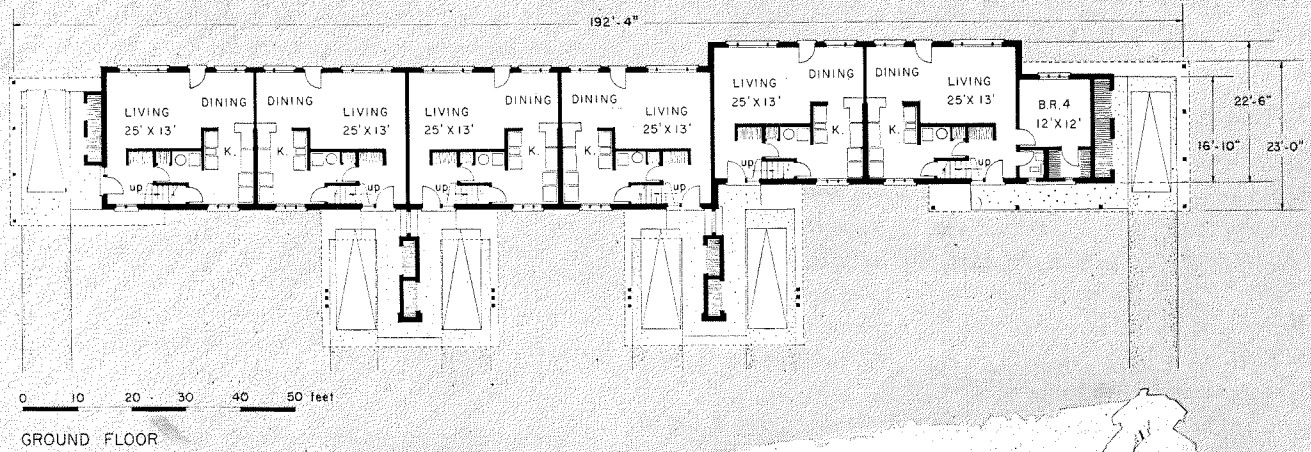 192'-4"
LIVING DINING DINING LIVING LIVING DINING DINING LIVING LIVING DINING DINING LIVING B.R. 4
25' X 13' 25' X 13' 25' X 13' 25' X 13' 25' X 13' 25' X 13' 12' X 12'
K. K. K. K. K. K.
up up up up up up
22'-6"
16'-10" 23'-0"
0 10 20 30 40 50 feet
GROUND FLOOR